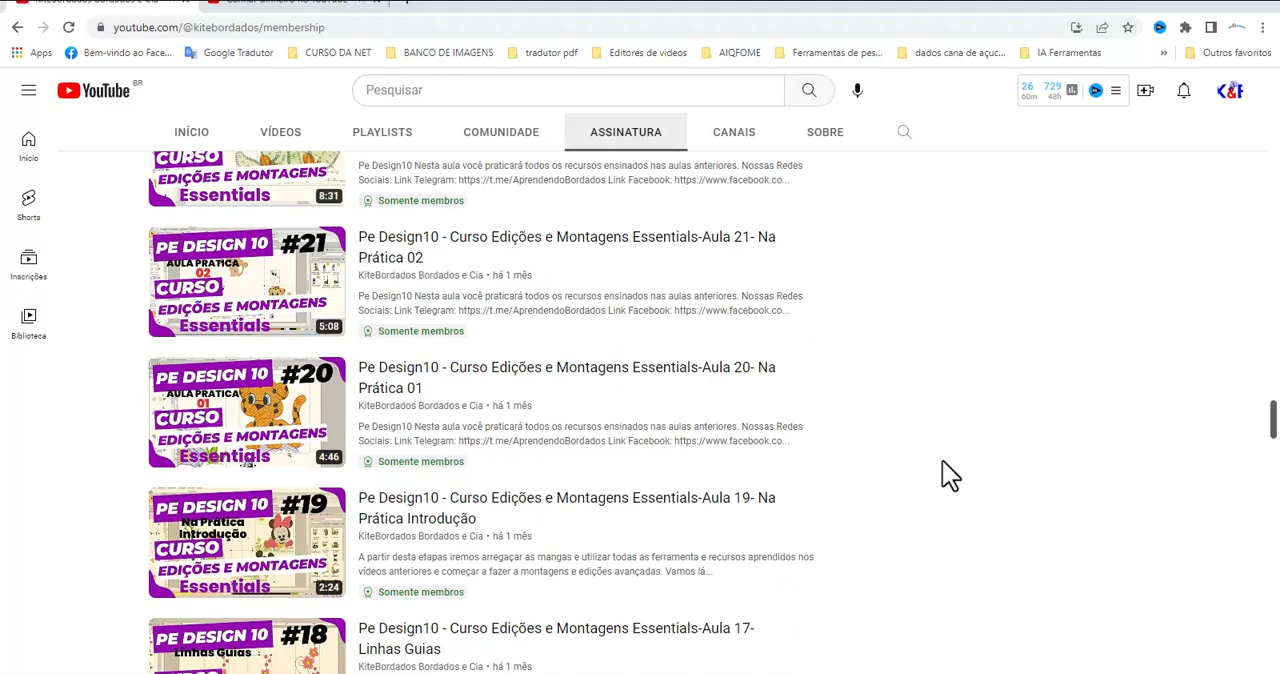 youtube.com/@kitebordados/membership
Apps Bem-vindo ao Face... Google Tradutor CURSO DA NET BANCO DE IMAGENS tradutor pdf Editores de videos AIQFOME Ferramentas de pes... dados cana de açuc... IA Ferramentas » Outros favoritos
YouTube BR
Pesquisar
26 729
60m 48h
K&F
INÍCIO VÍDEOS PLAYLISTS COMUNIDADE ASSINATURA CANAIS SOBRE
Início
Shorts
Inscrições
Biblioteca
CURSO
EDIÇÕES E MONTAGENS
Essentials
8:31
Pe Design10 Nesta aula você praticará todos os recursos ensinados nas aulas anteriores. Nossas Redes
Sociais: Link Telegram: https://t.me/AprendendoBordados Link Facebook: https://www.facebook.co...
Somente membros
PE DESIGN 10 #21
AULA PRATICA
02
CURSO
EDIÇÕES E MONTAGENS
Essentials
5:08
Pe Design10 - Curso Edições e Montagens Essentials-Aula 21- Na
Prática 02
KiteBordados Bordados e Cia • há 1 mês
Pe Design10 Nesta aula você praticará todos os recursos ensinados nas aulas anteriores. Nossas Redes
Sociais: Link Telegram: https://t.me/AprendendoBordados Link Facebook: https://www.facebook.co...
Somente membros
PE DESIGN 10 #20
AULA PRATICA
01
CURSO
EDIÇÕES E MONTAGENS
Essentials
4:46
Pe Design10 - Curso Edições e Montagens Essentials-Aula 20- Na
Prática 01
KiteBordados Bordados e Cia • há 1 mês
Pe Design10 Nesta aula você praticará todos os recursos ensinados nas aulas anteriores. Nossas Redes
Sociais: Link Telegram: https://t.me/AprendendoBordados Link Facebook: https://www.facebook.co...
Somente membros
PE DESIGN 10 #19
Na Prática
Introdução
CURSO
EDIÇÕES E MONTAGENS
Essentials
2:24
Pe Design10 - Curso Edições e Montagens Essentials-Aula 19- Na
Prática Introdução
KiteBordados Bordados e Cia • há 1 mês
A partir desta etapas iremos arregaçar as mangas e utilizar todas as ferramenta e recursos aprendidos nos
vídeos anteriores e começar a fazer a montagens e edições avançadas. Vamos lá...
Somente membros
PE DESIGN 10 #18
Linhas Guias
Pe Design10 - Curso Edições e Montagens Essentials-Aula 17-
Linhas Guias
KiteBordados Bordados e Cia • há 1 mês